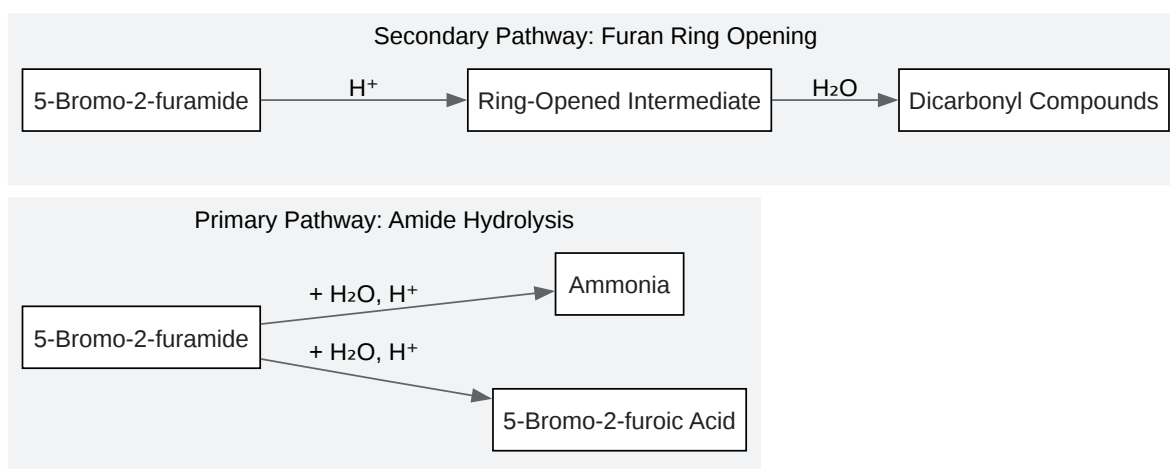 Secondary Pathway: Furan Ring Opening
5-Bromo-2-furamide
H⁺
Ring-Opened Intermediate
H₂O
Dicarbonyl Compounds
Primary Pathway: Amide Hydrolysis
5-Bromo-2-furamide
+ H₂O, H⁺
Ammonia
+ H₂O, H⁺
5-Bromo-2-furoic Acid